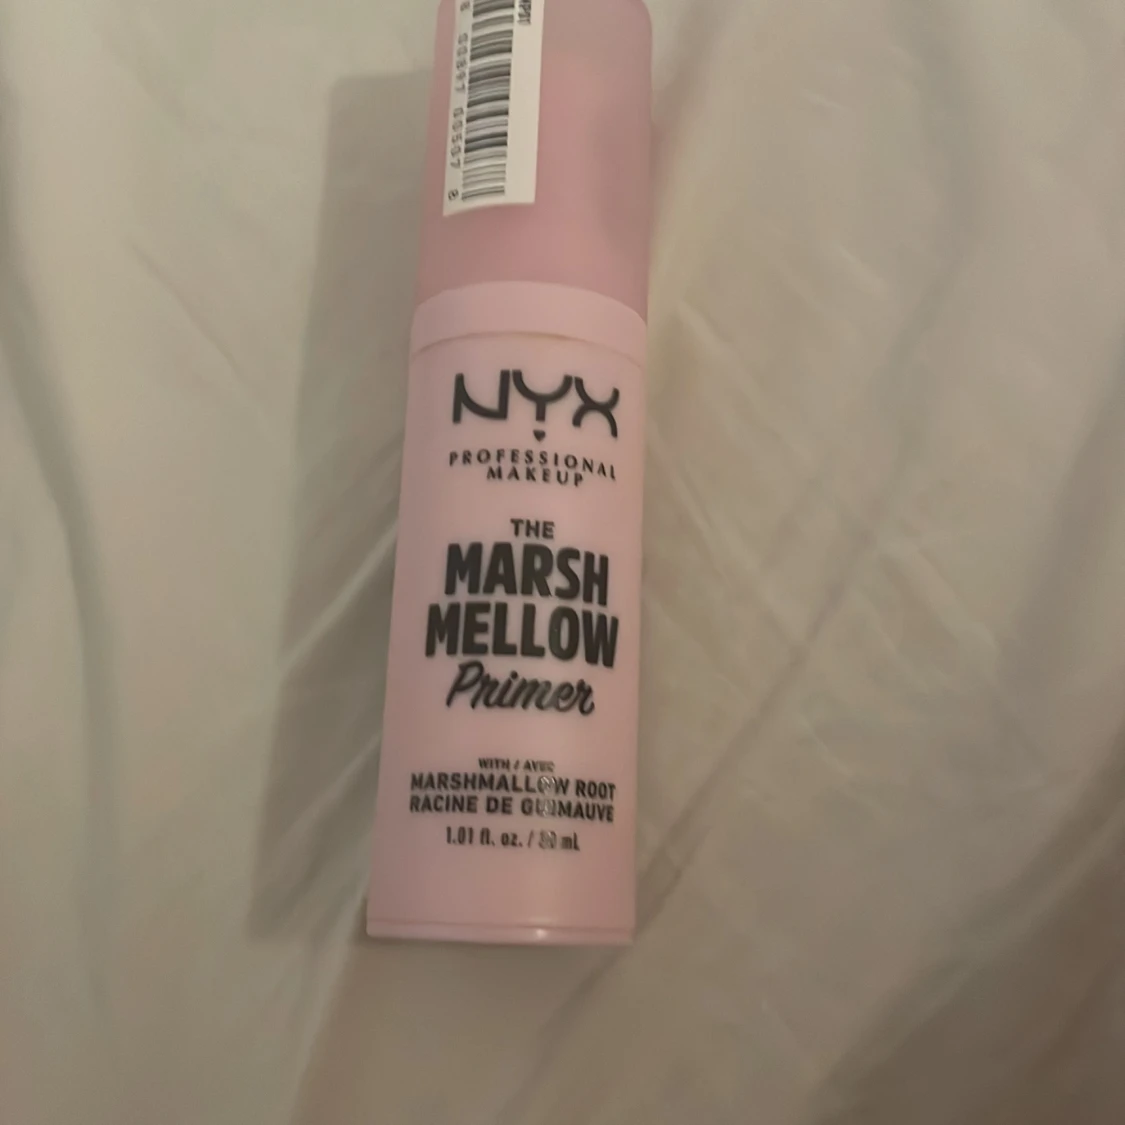 NYX
PROFESSIONAL
MAKEUP
THE
MARSH
MELLOW
Primer
WITH / AVEC
MARSHMALLOW ROOT
RACINE DE GUIMAUVE
1.01 fl. oz. / 30 mL